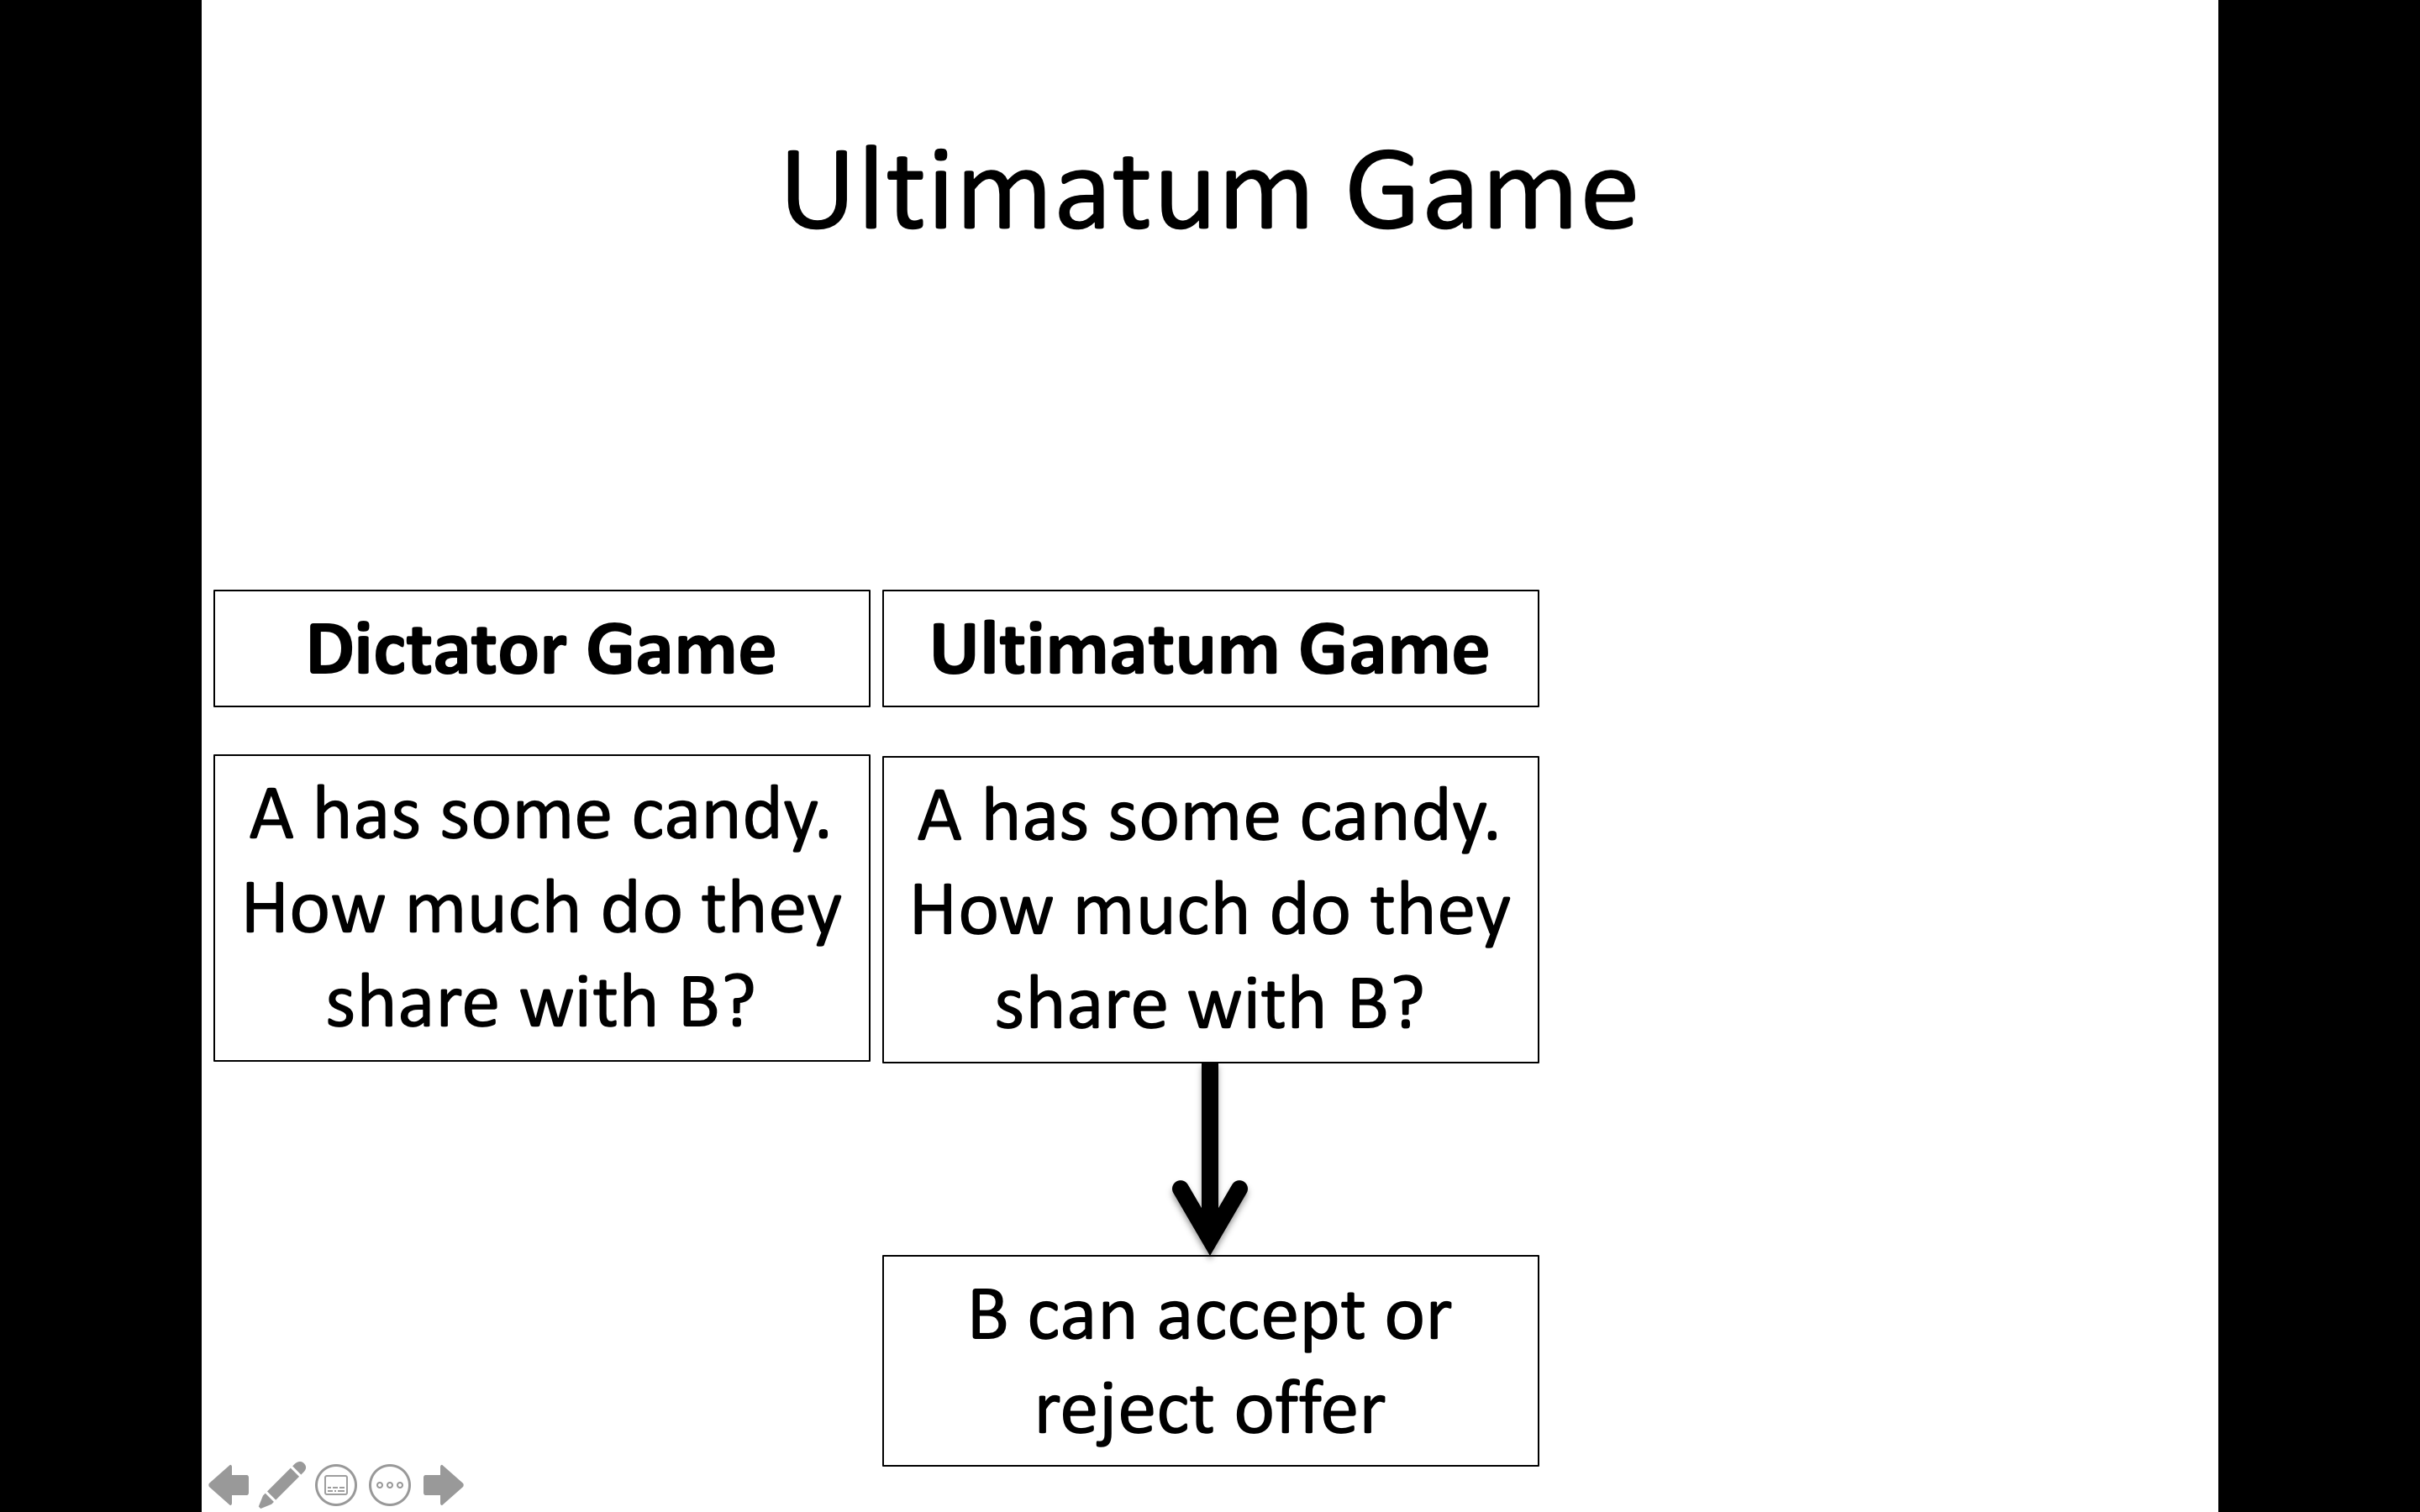 Ultimatum Game
Dictator Game
A has some candy.
How much do they
share with B?
Ultimatum Game
A has some candy.
How much do they
share with B?
B can accept or
reject offer